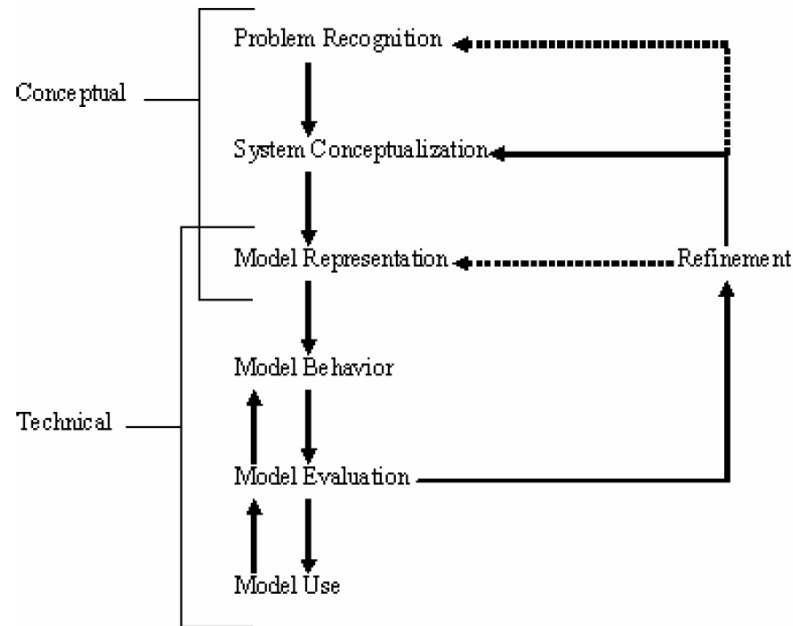 Problem Recognition
Conceptual
System Conceptualization
Model Representation
Refinement
Model Behavior
Technical
Model Evaluation
Model Use